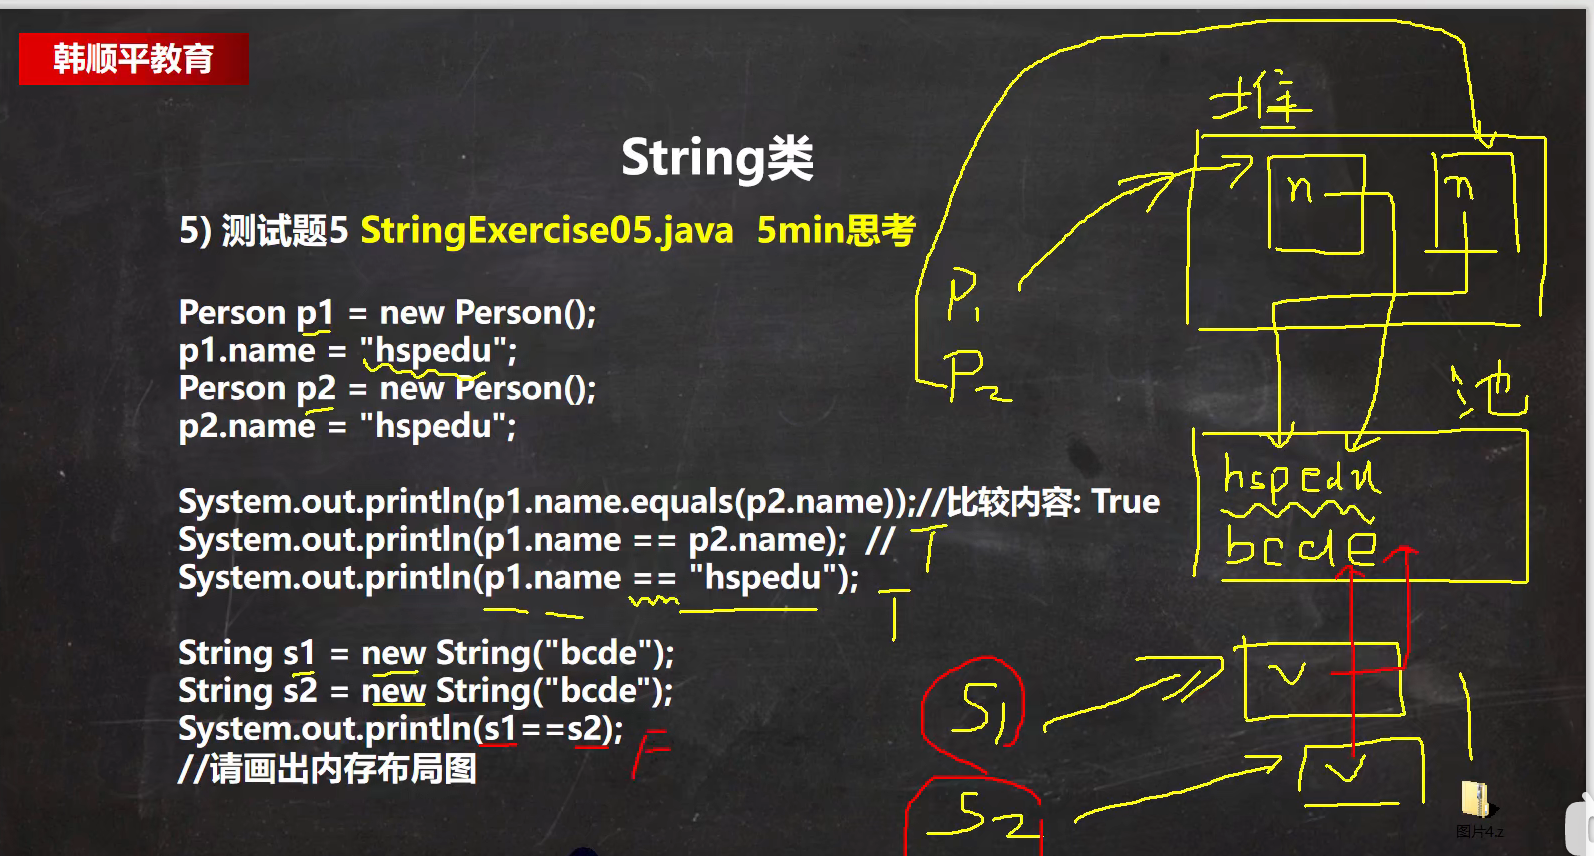 韩顺平教育
String类
5) 测试题5 StringExercise05.java 5min思考
Person p1 = new Person();
p1.name = "hspedu";
Person p2 = new Person();
p2.name = "hspedu";
System.out.println(p1.name.equals(p2.name));//比较内容: True
System.out.println(p1.name == p2.name); // T
System.out.println(p1.name == "hspedu"); T
String s1 = new String("bcde");
String s2 = new String("bcde");
System.out.println(s1==s2); F
//请画出内存布局图
堆
n n
P1
P2
池
hspedu
bcde
S1 v
S2 v
图片4.z